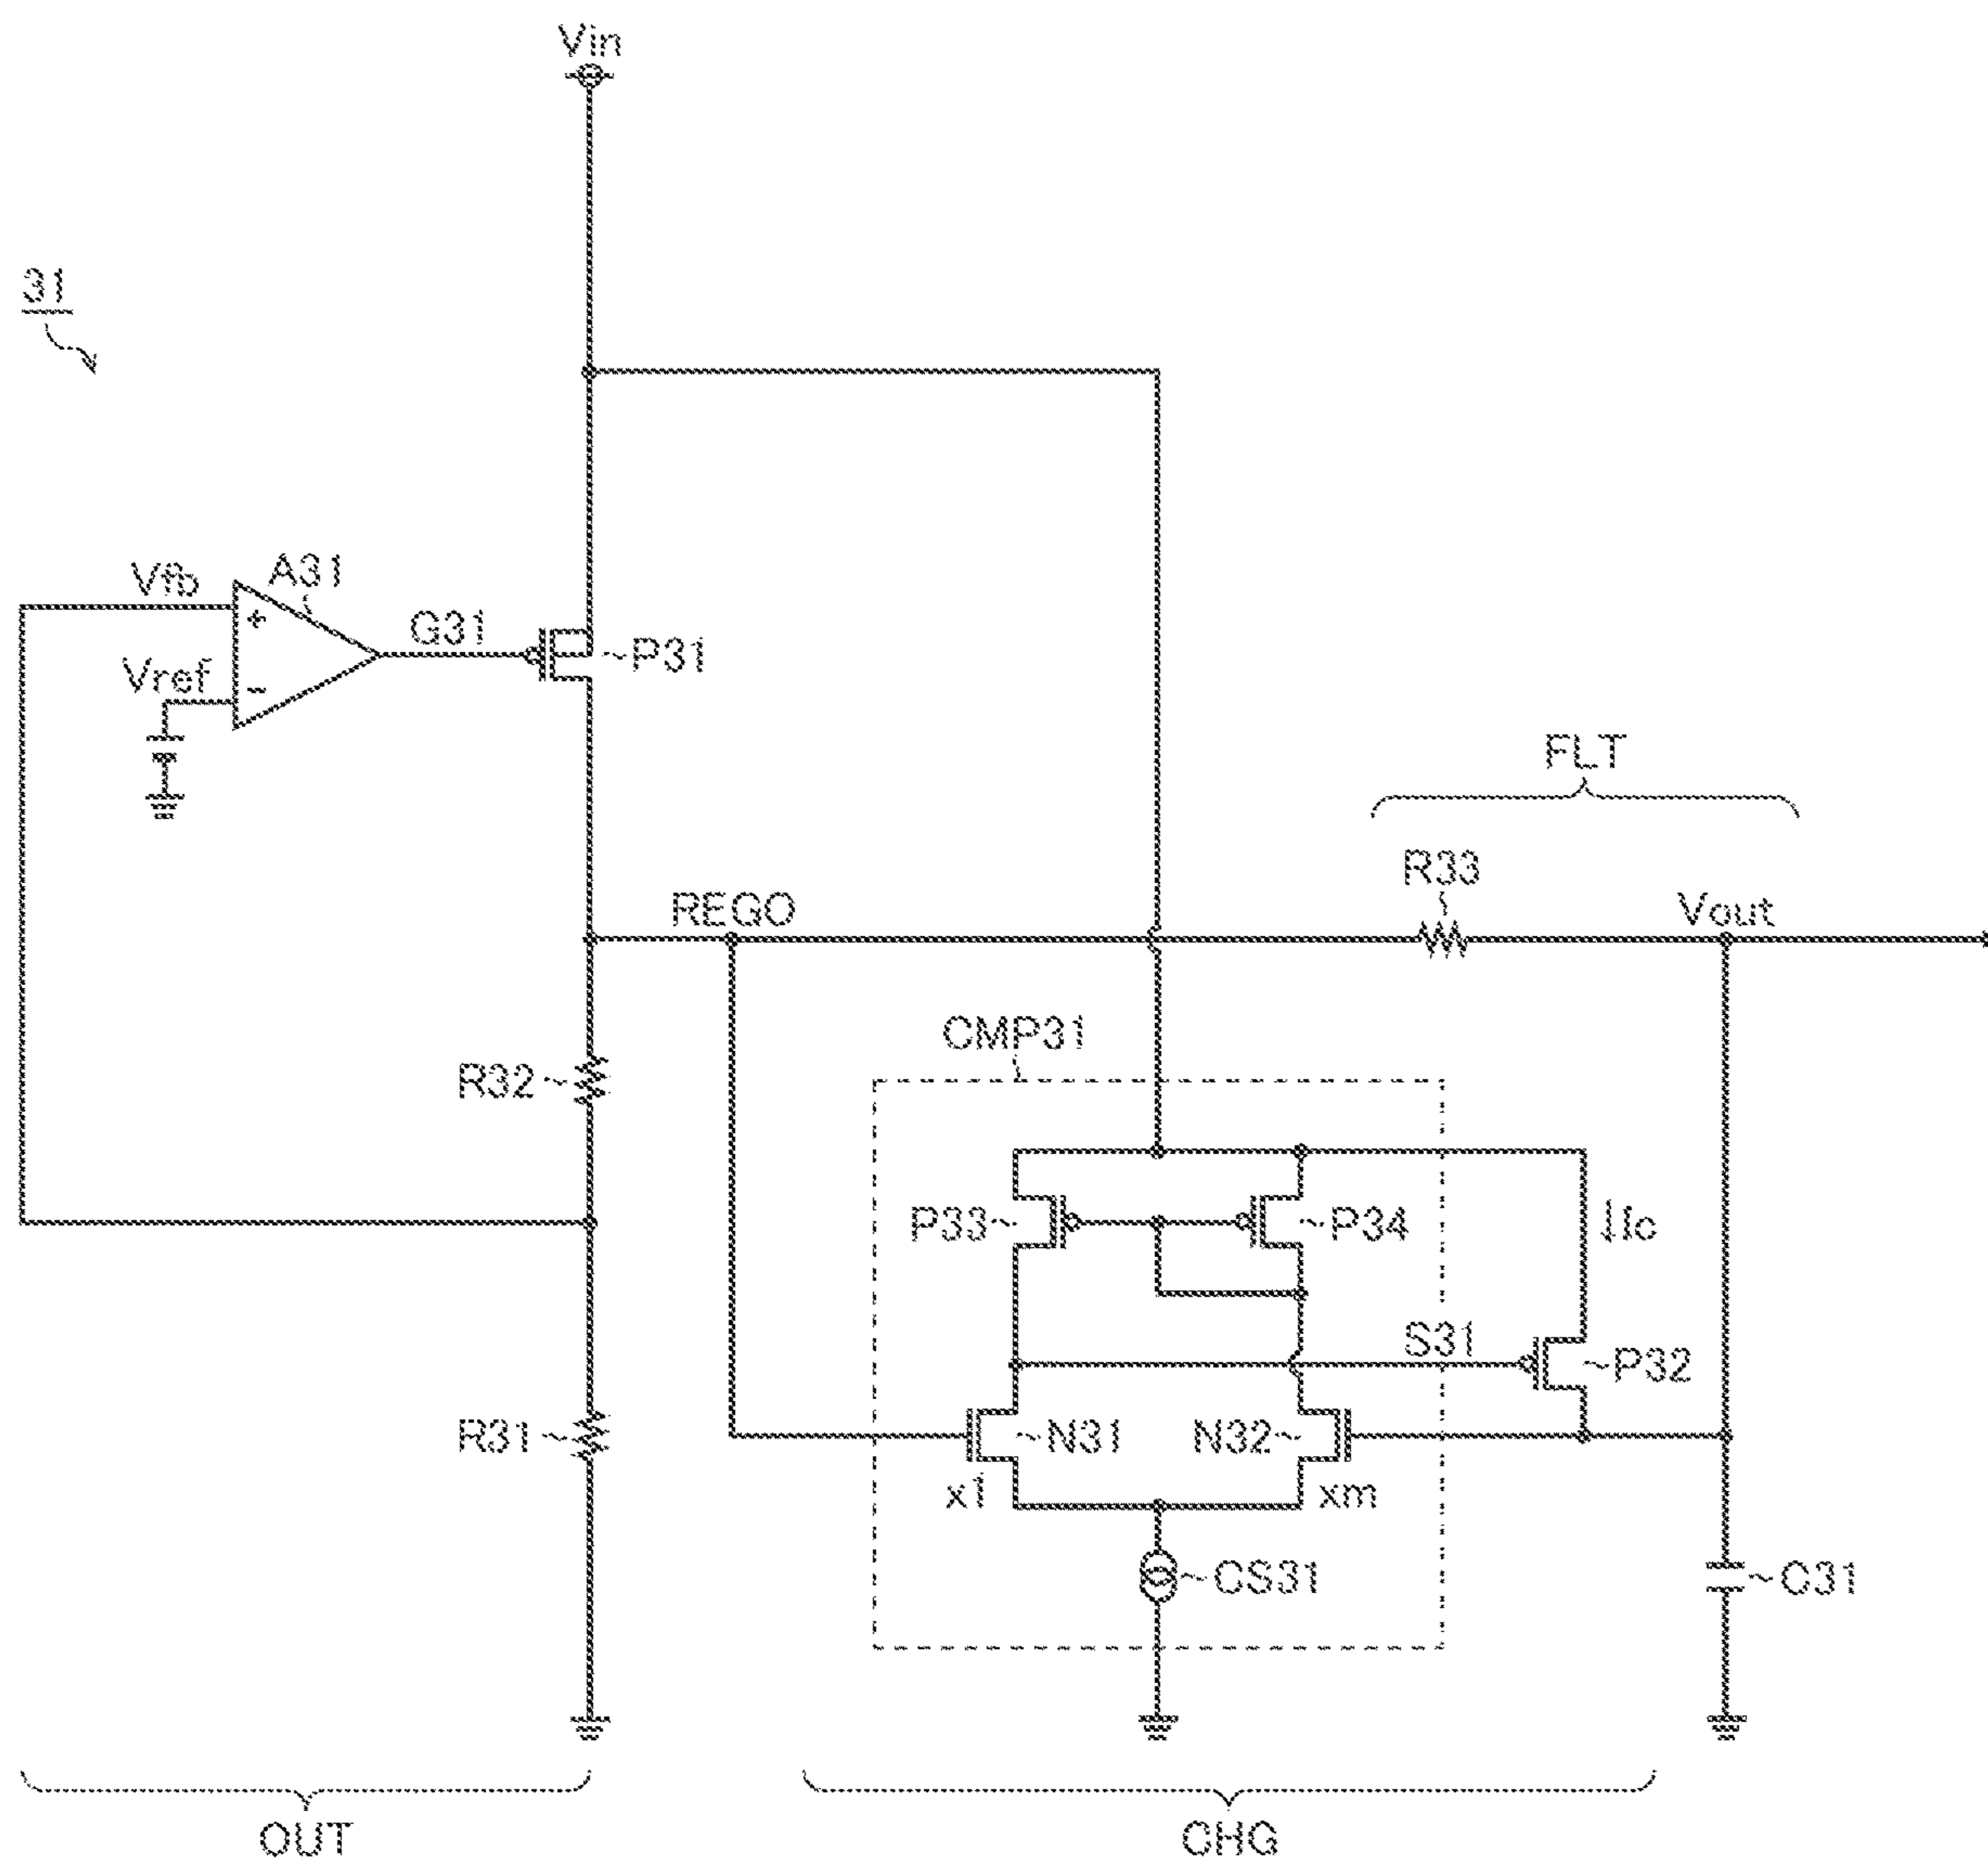 Vin
31
Vfb
A31
+
G31
P31
Vref
-
FLT
R33
REGO
Vout
CMP31
R32
P33
P34
Ic
S31
P32
R31
N31
N32
x1
xm
CS31
C31
OUT
CHG